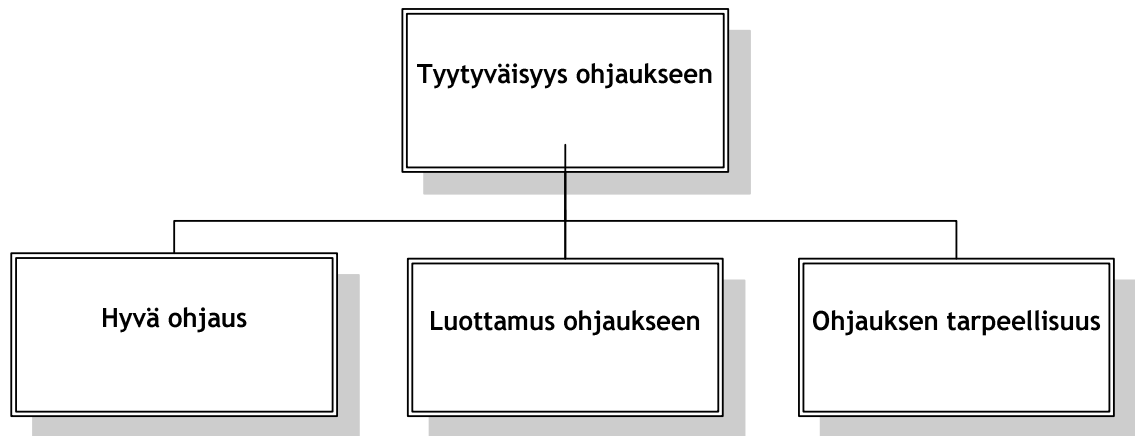 Tyytyväisyys ohjaukseen
Hyvä ohjaus
Luottamus ohjaukseen
Ohjauksen tarpeellisuus